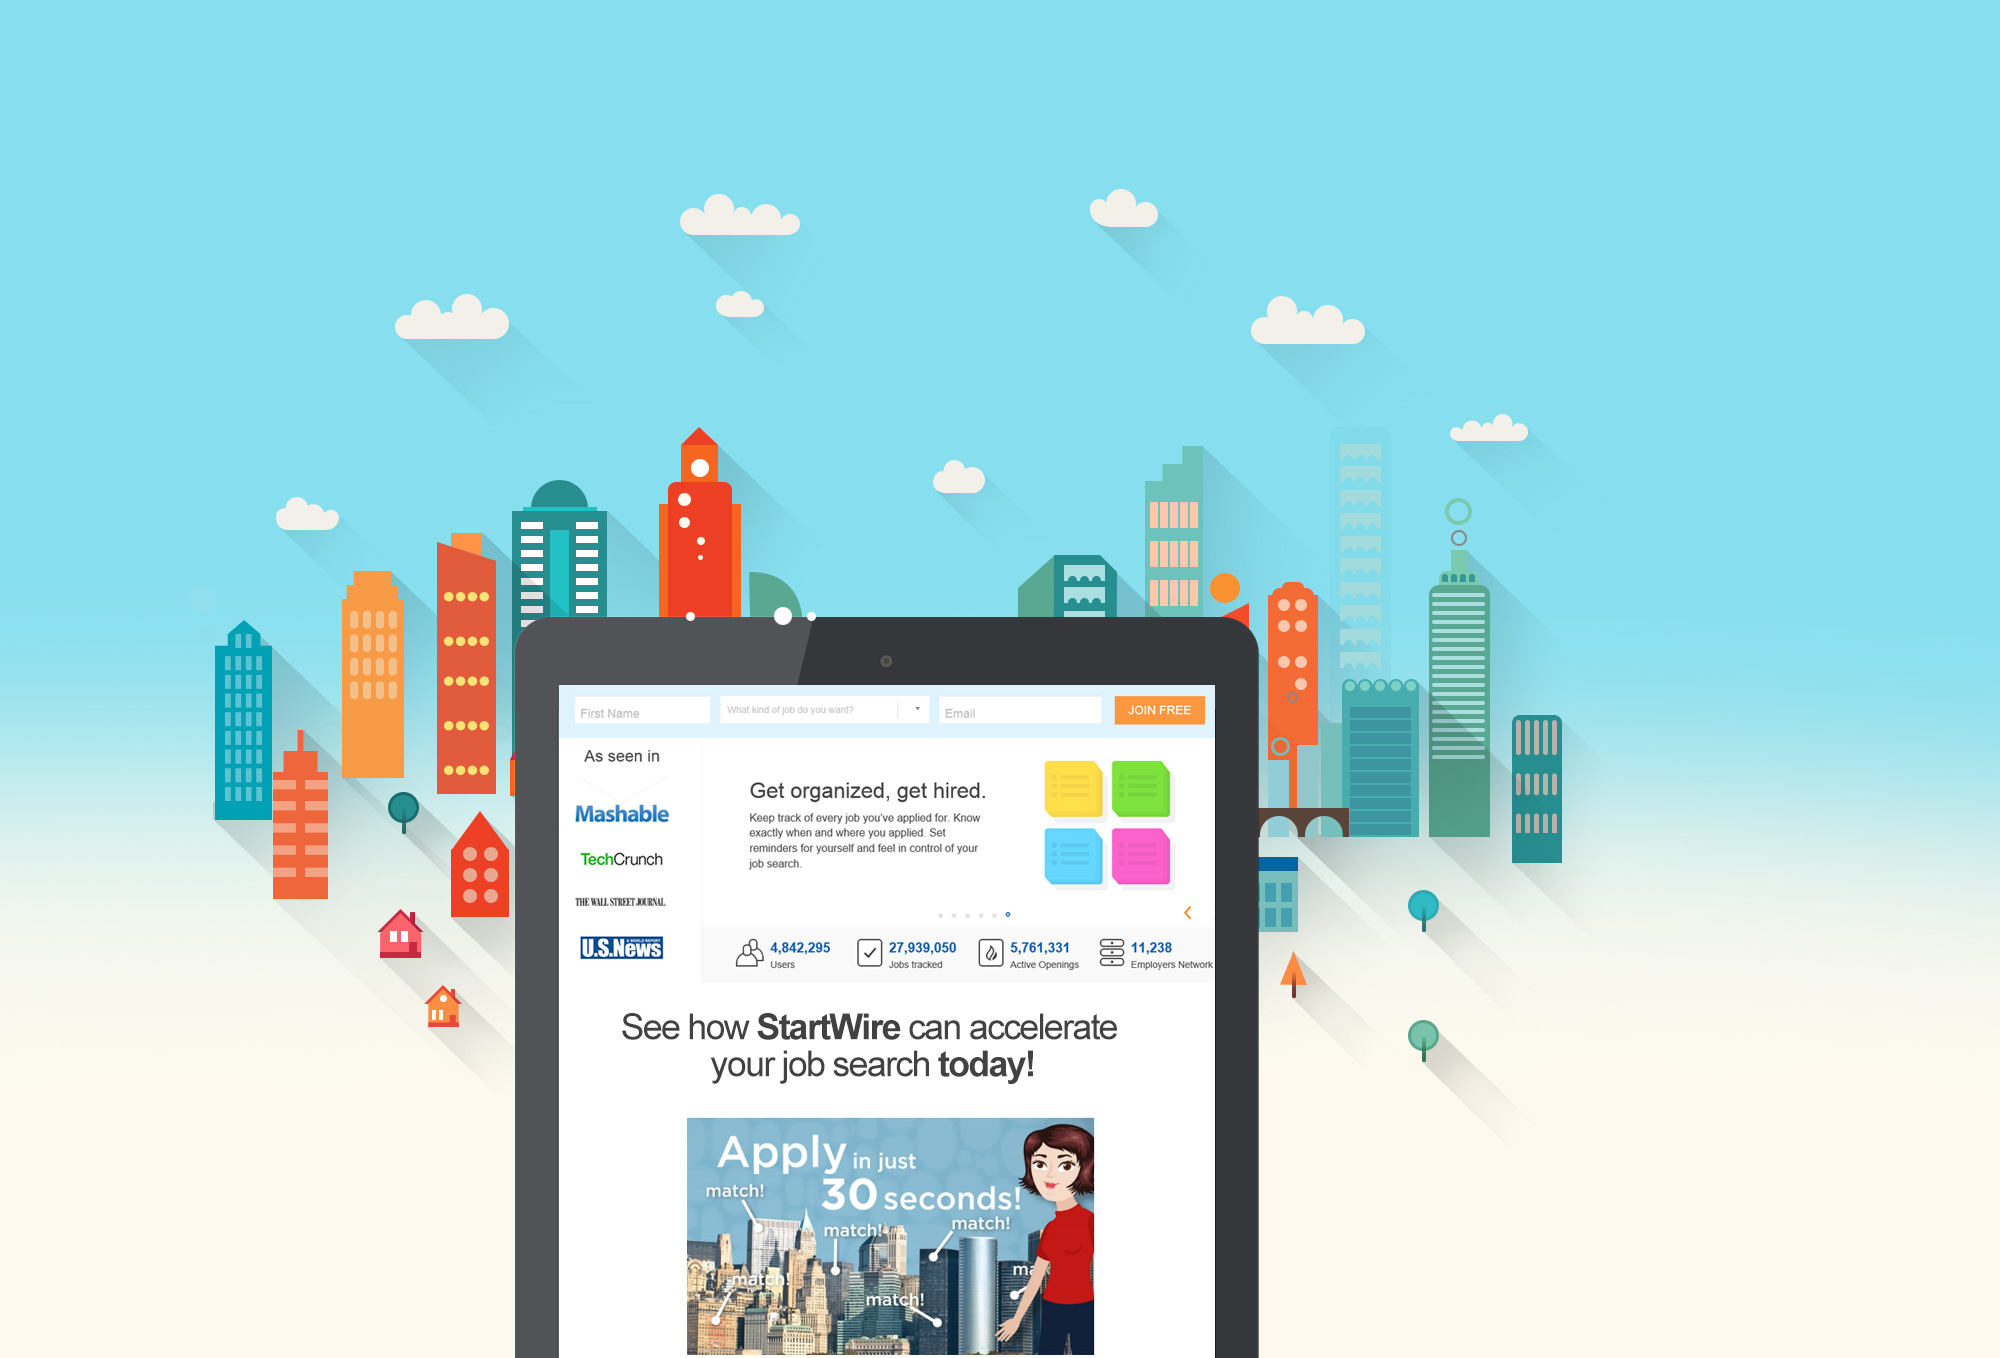 First Name
What kind of job do you want?
Email
JOIN FREE
As seen in
Mashable
TechCrunch
THE WALL STREET JOURNAL.
U.S.News
& WORLD REPORT
Get organized, get hired.
Keep track of every job you've applied for. Know
exactly when and where you applied. Set
reminders for yourself and feel in control of your
job search.
4,842,295
Users
27,939,050
Jobs tracked
5,761,331
Active Openings
11,238
Employers Network
See how StartWire can accelerate
your job search today!
Apply in just
30 seconds!
match!
match!
match!
match!
ma
match!